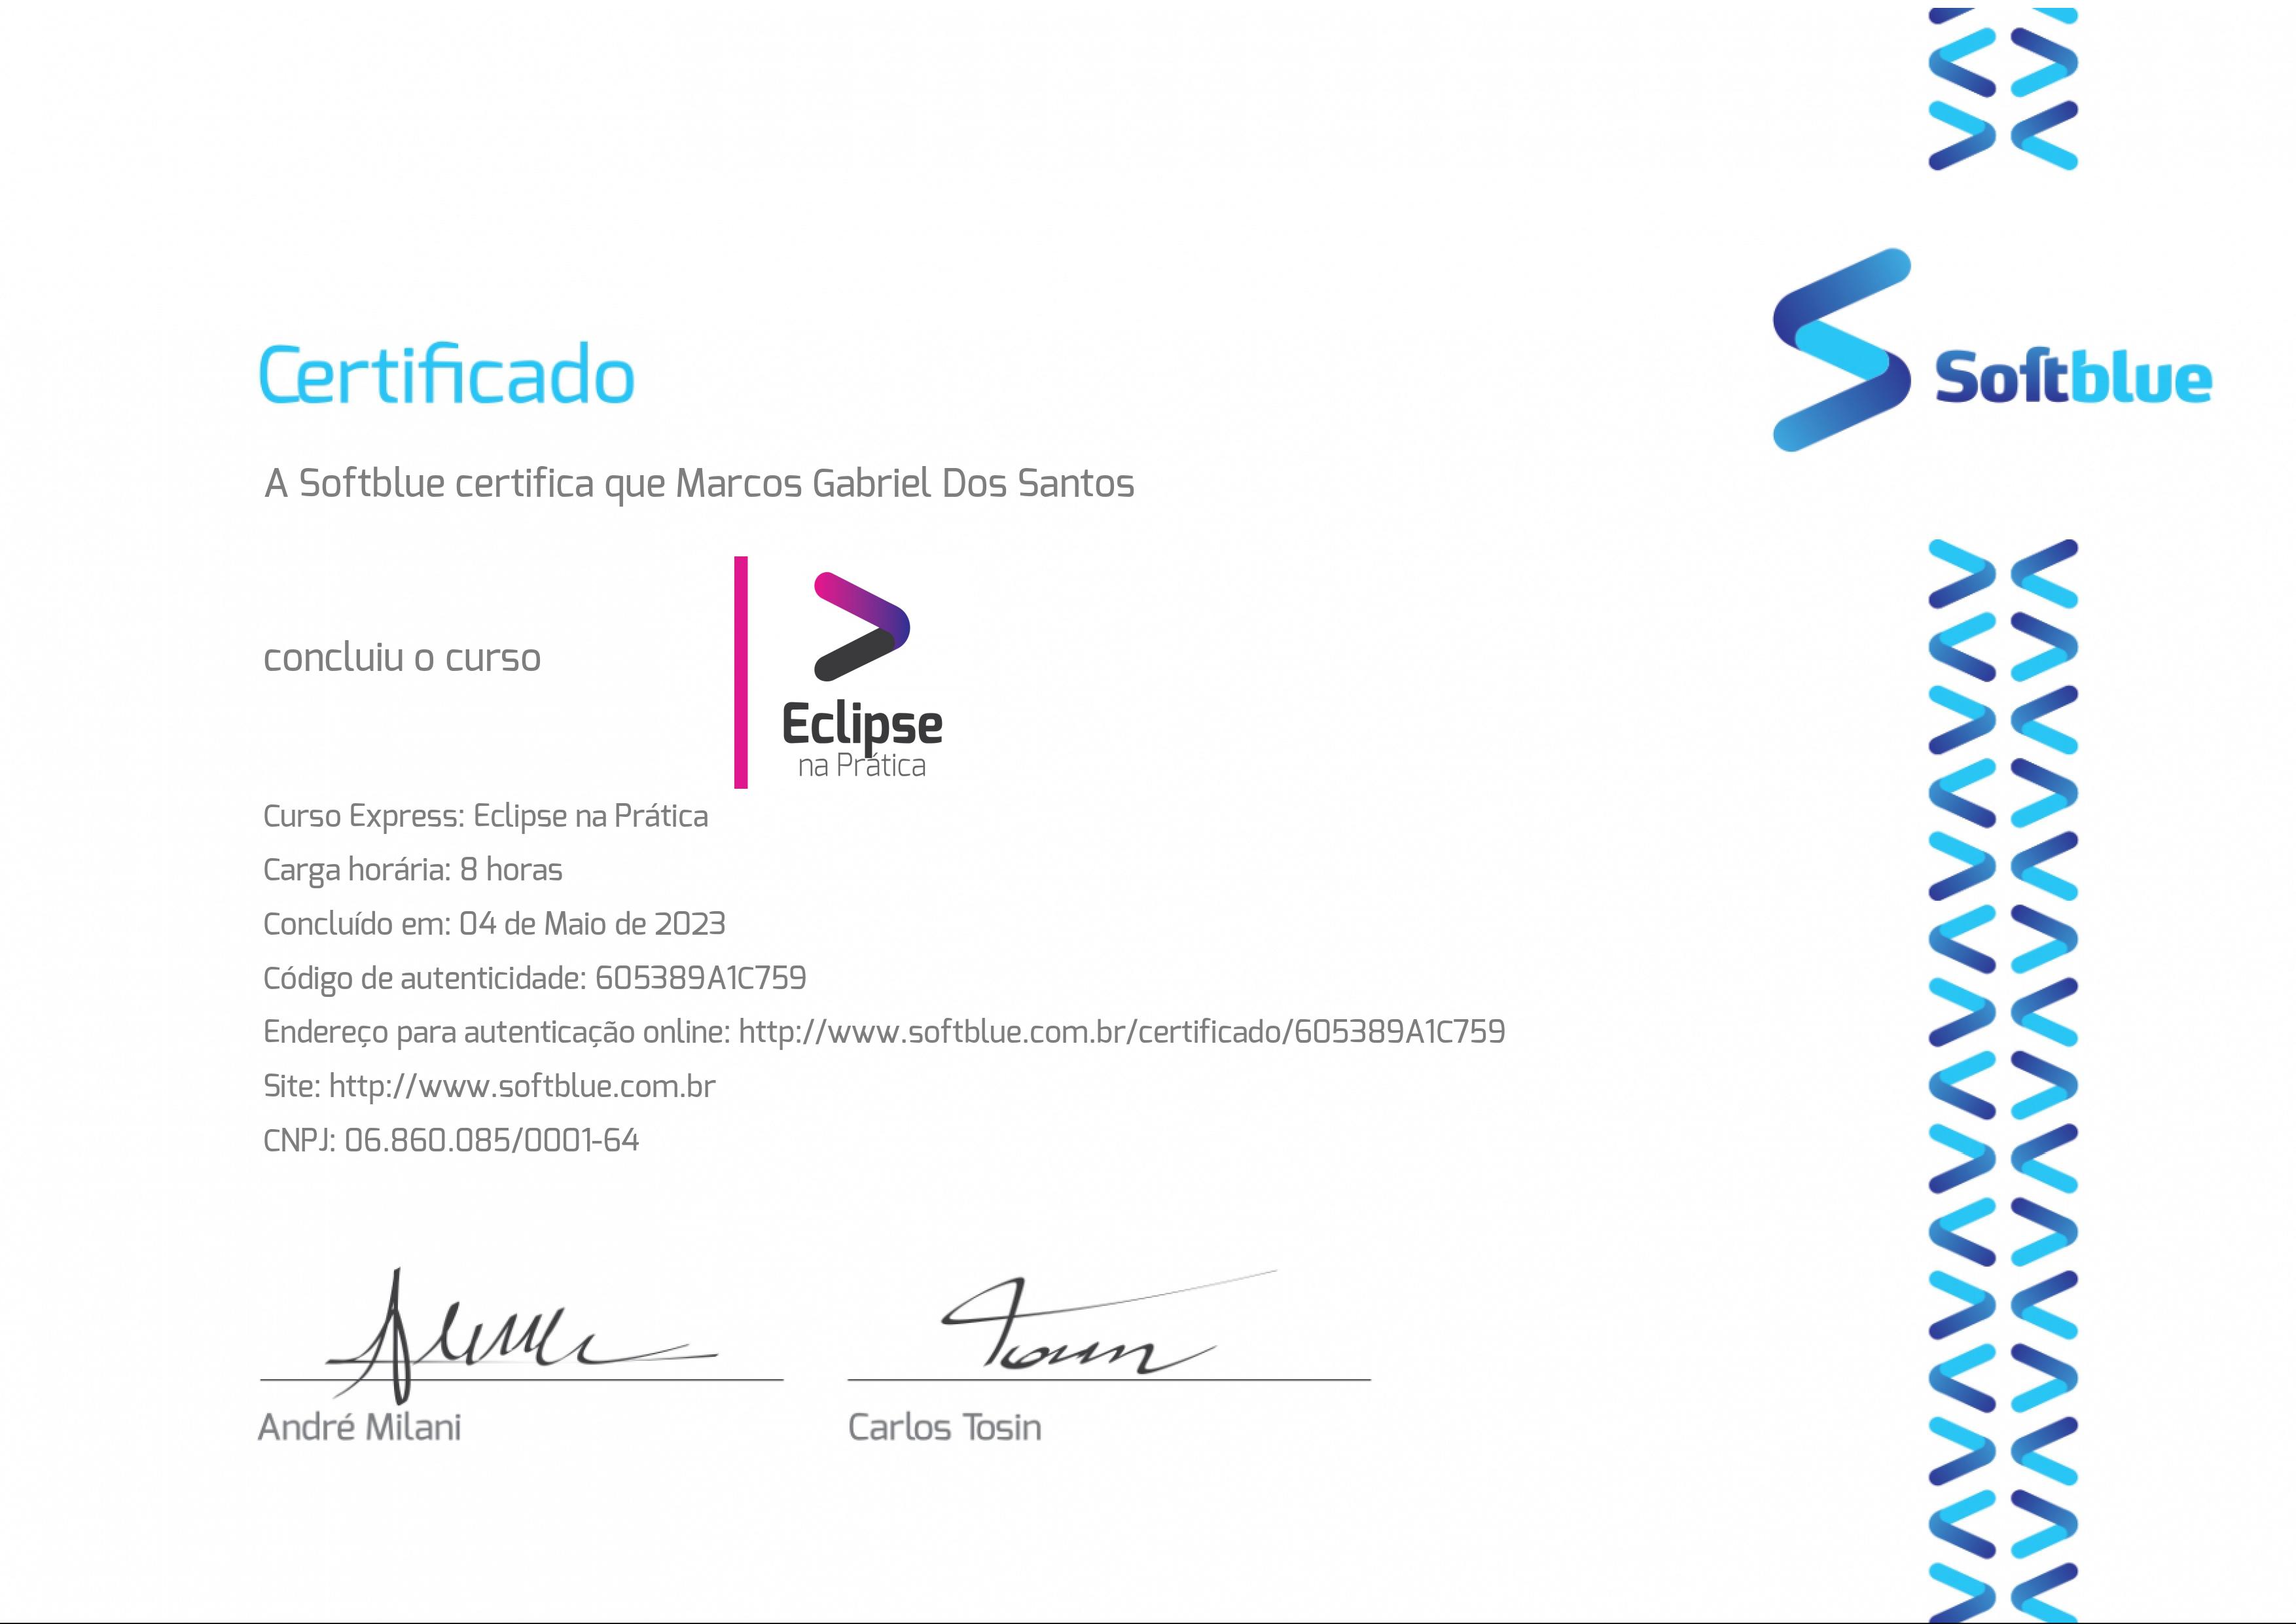 Softblue
Certificado
A Softblue certifica que Marcos Gabriel Dos Santos
concluiu o curso
Eclipse
na Prática
Curso Express: Eclipse na Prática
Carga horária: 8 horas
Concluído em: 04 de Maio de 2023
Código de autenticidade: 605389A1C759
Endereço para autenticação online: http://www.softblue.com.br/certificado/605389A1C759
Site: http://www.softblue.com.br
CNPJ: 06.860.085/0001-64
André Milani
Carlos Tosin